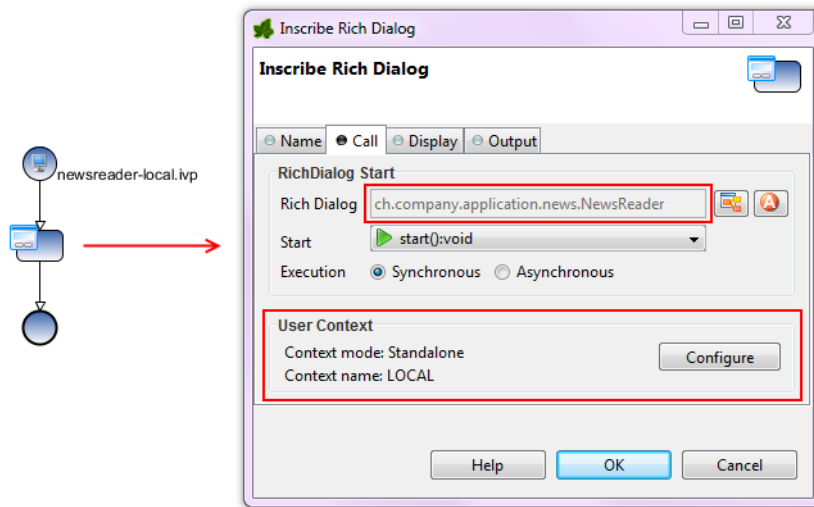 Inscribe Rich Dialog
Inscribe Rich Dialog
Name Call Display Output
newsreader-local.ivp
RichDialog Start
Rich Dialog ch.company.application.news.NewsReader
Start start():void
Execution Synchronous Asynchronous
User Context
Context mode: Standalone
Configure
Context name: LOCAL
Help OK Cancel